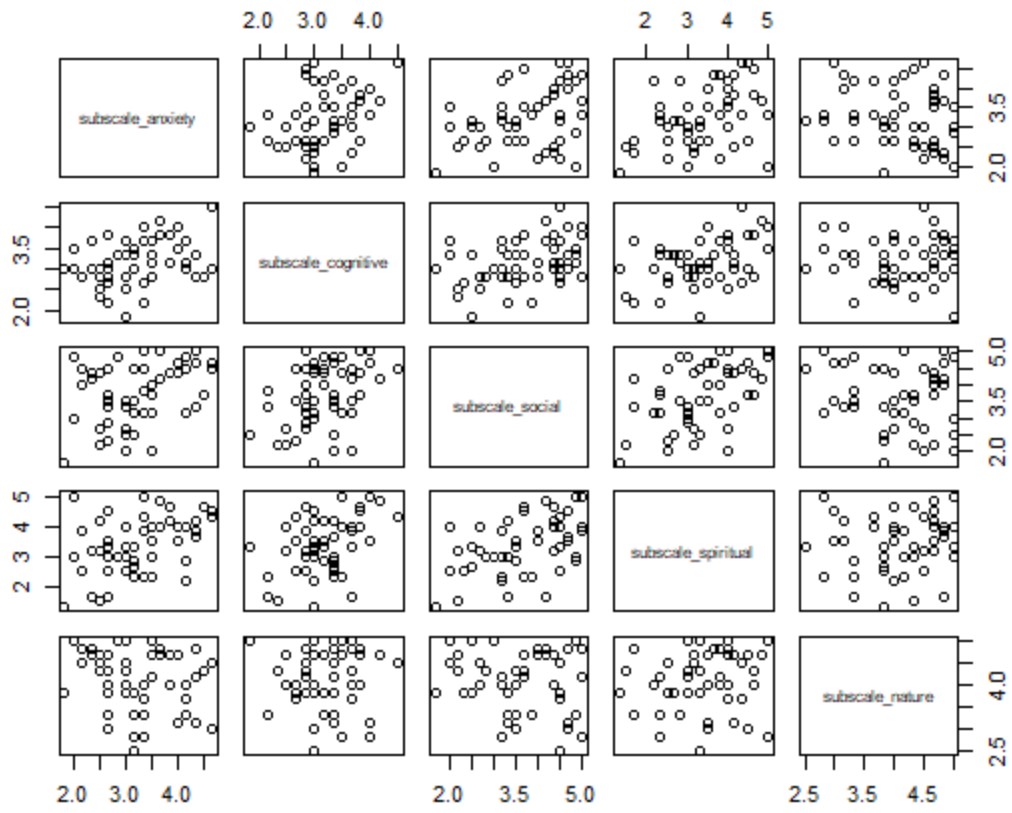 2.0 3.0 4.0 2 3 4 5
subscale_anxiety
2.0 3.5
2.0 3.5
subscale_cognitive
subscale_social
2.0 3.5 5.0
2 3 4 5
subscale_spiritual
subscale_nature
2.5 4.0
2.0 3.0 4.0 2.0 3.5 5.0 2.5 3.5 4.5